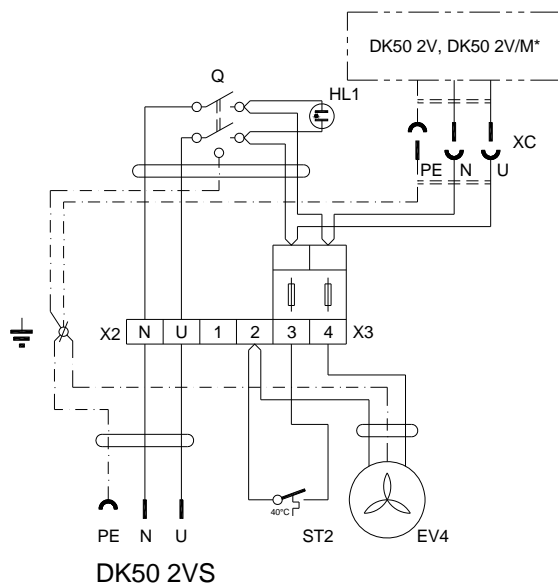 DK50 2V, DK50 2V/M*
Q
HL1
XC
PE N U
X2 N U 1 2 3 4 X3
40°C
ST2
EV4
PE N U
DK50 2VS